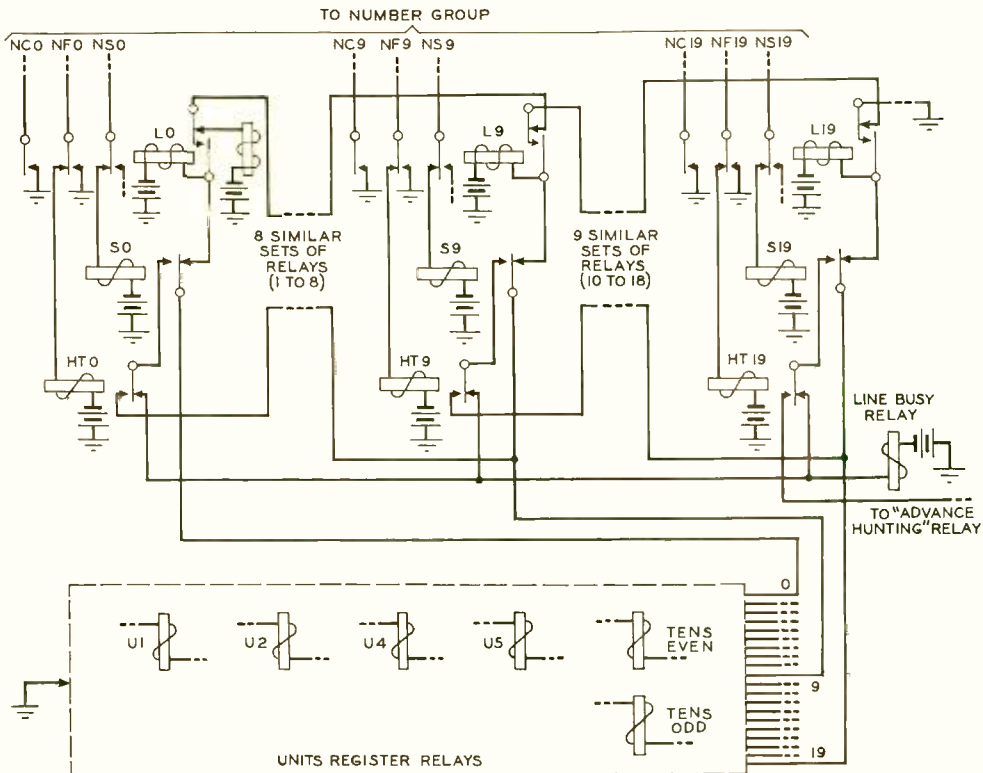 TO NUMBER GROUP
NC0 NF0 NS0
NC9 NF9 NS9
NC19 NF19 NS19
L0
L9
L19
8 SIMILAR
SETS OF
RELAYS
(1 TO 8)
9 SIMILAR
SETS OF
RELAYS
(10 TO 18)
S0
S9
S19
HT0
HT9
HT19
LINE BUSY
RELAY
TO "ADVANCE
HUNTING" RELAY
0
9
19
U1
U2
U4
U5
TENS
EVEN
TENS
ODD
UNITS REGISTER RELAYS